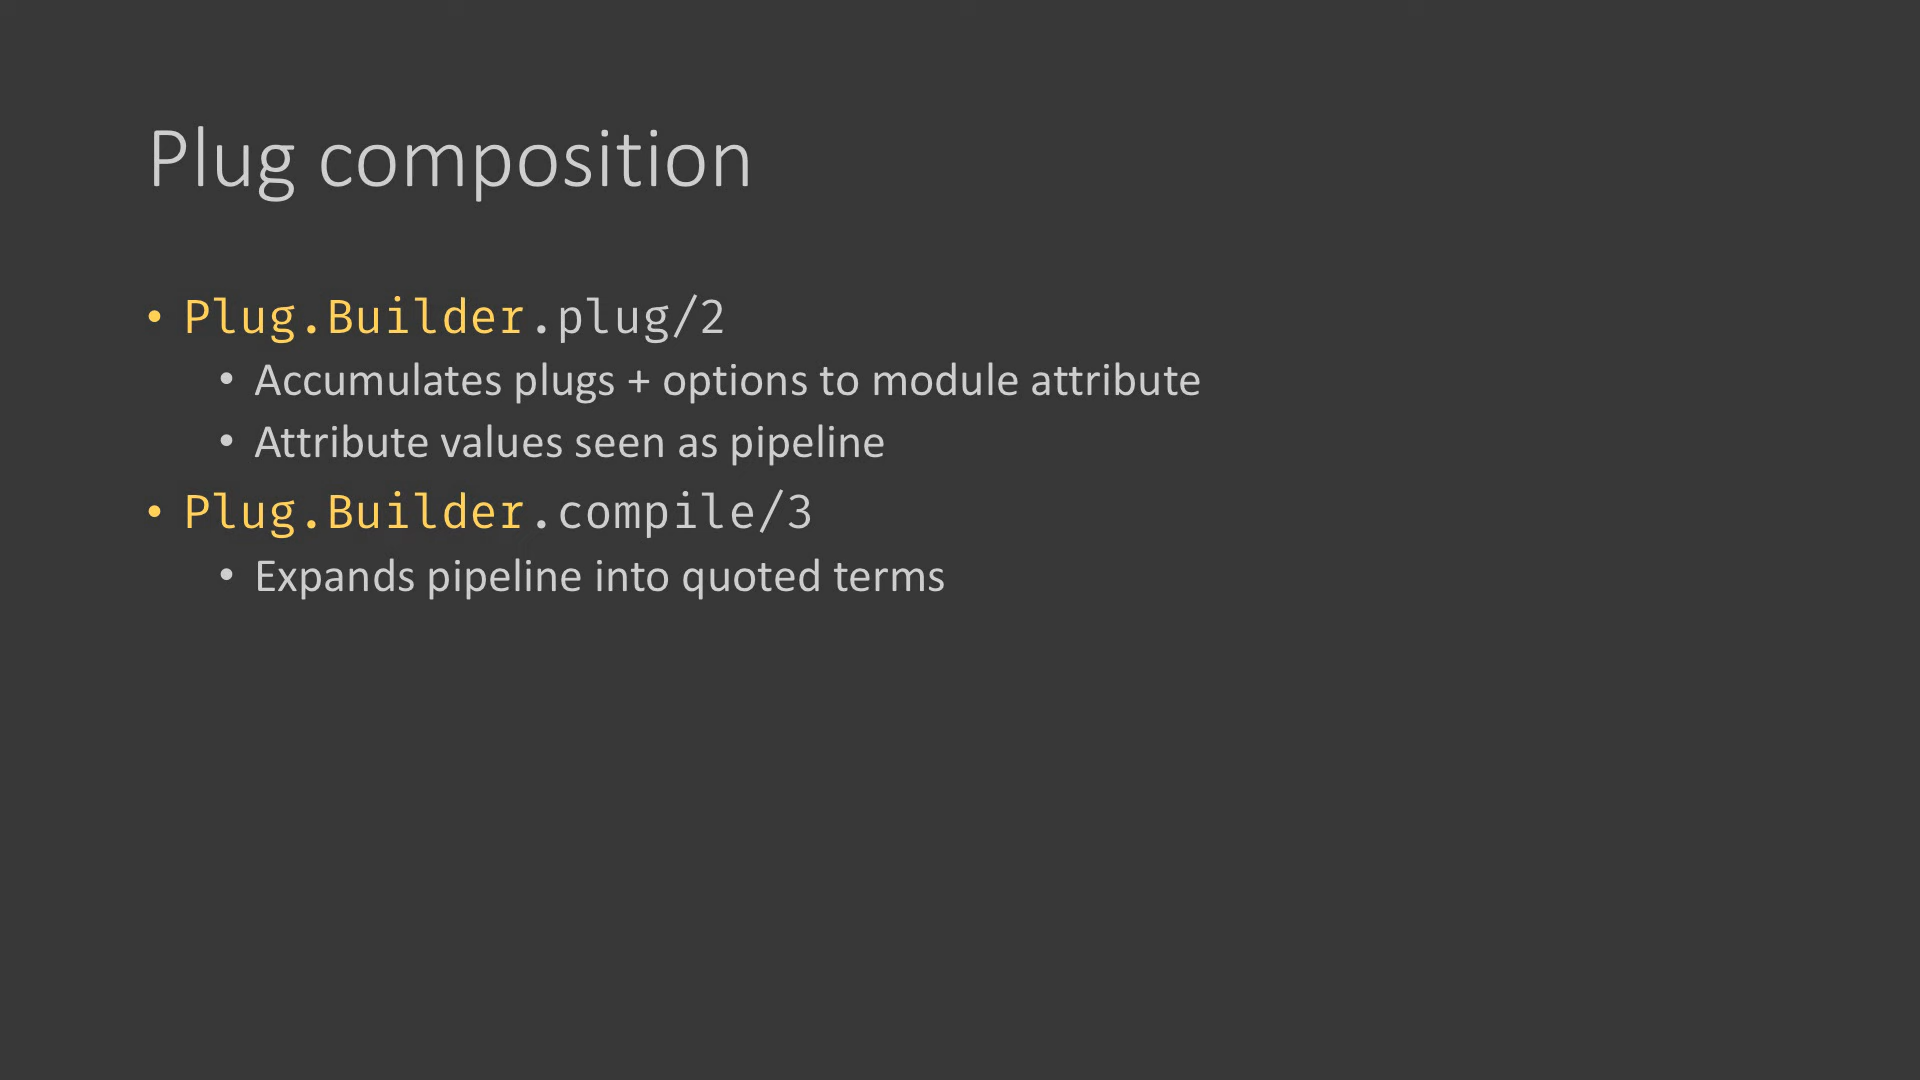 Plug composition
• Plug.Builder.plug/2
• Accumulates plugs + options to module attribute
• Attribute values seen as pipeline
• Plug.Builder.compile/3
• Expands pipeline into quoted terms